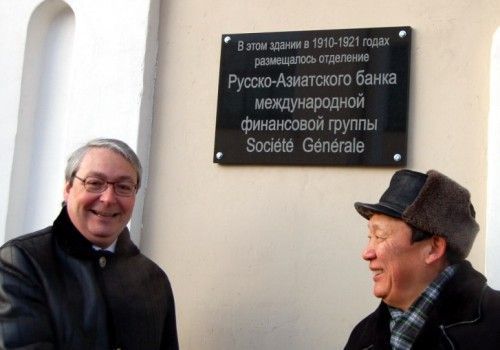 В этом здании в 1910-1921 годах
размещалось отделение
Русско-Азиатского банка
международной
финансовой группы
Société Générale